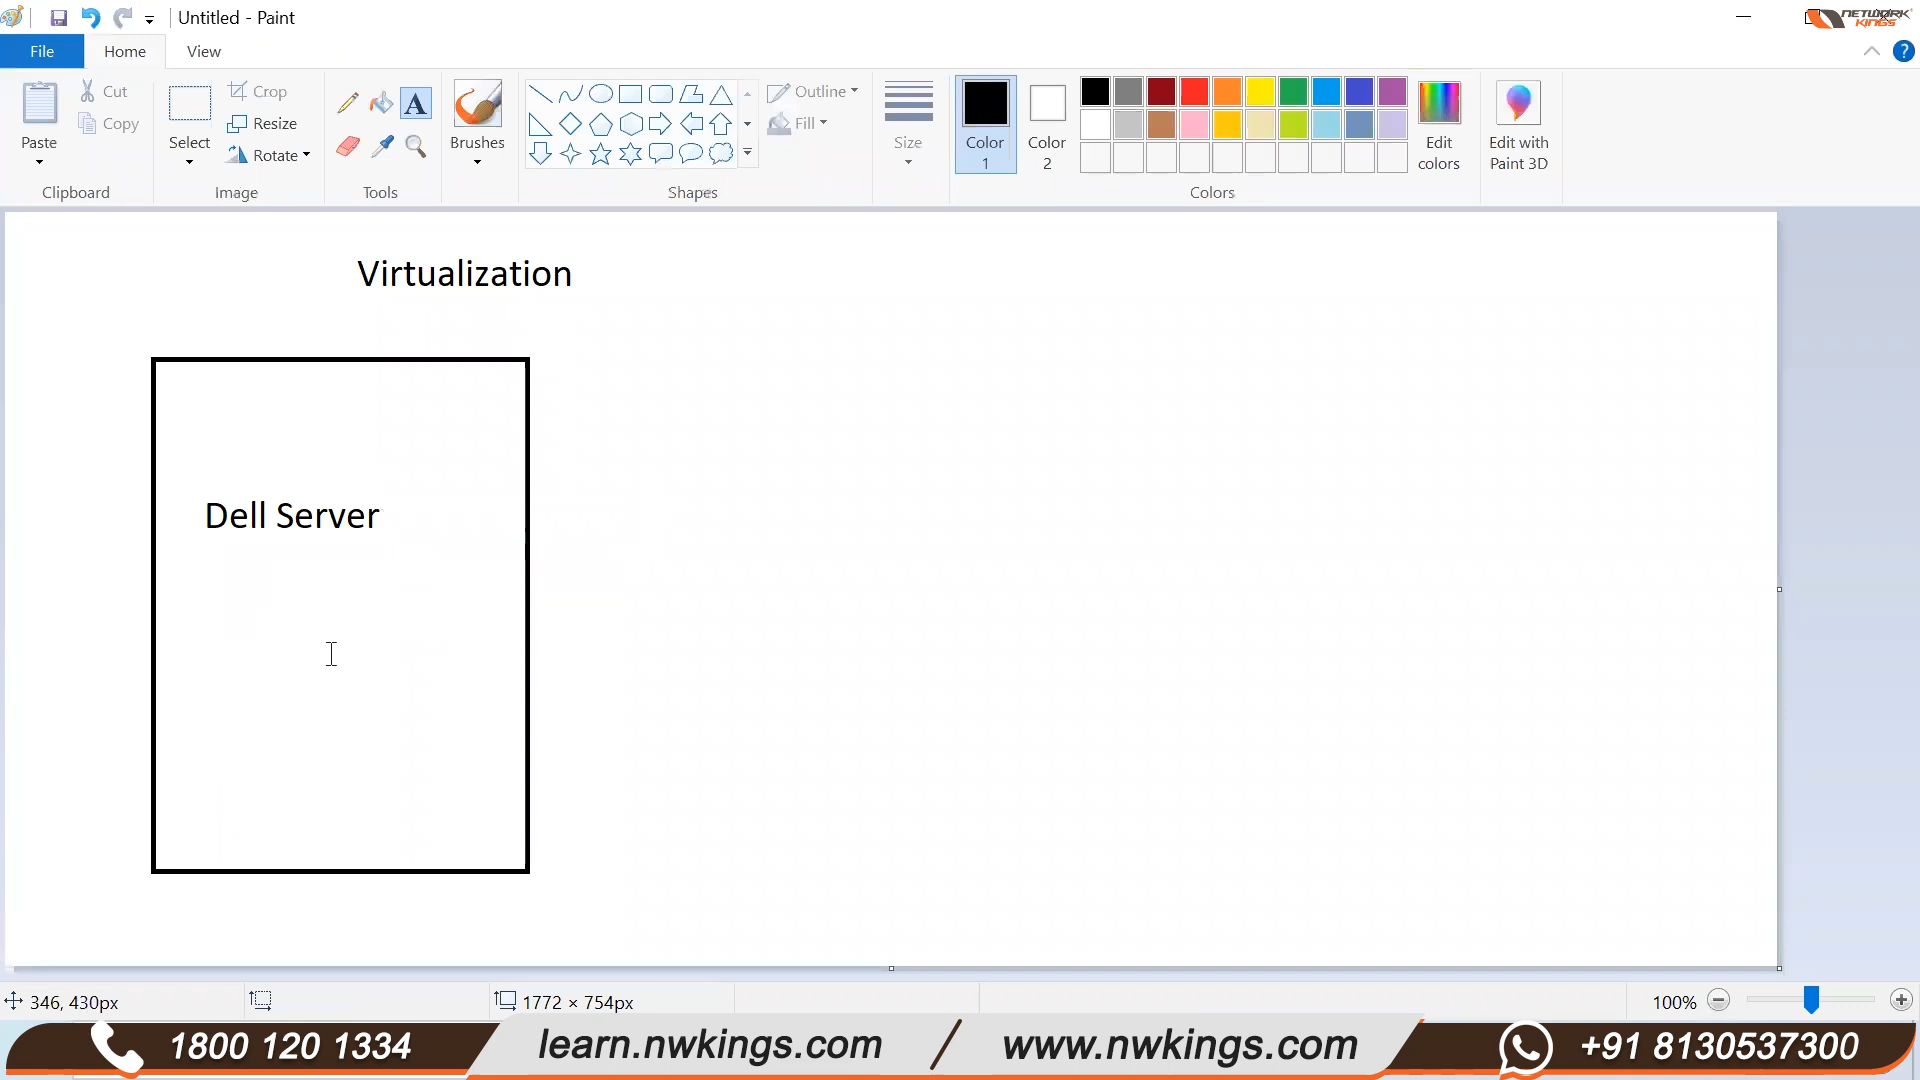 Untitled - Paint
NETWORK
KINGS
File
Home
View
Paste
Cut
Copy
Clipboard
Select
Crop
Resize
Rotate
Image
A
Tools
Brushes
Shapes
Outline
Fill
Size
Color
1
Color
2
Colors
Edit
colors
Edit with
Paint 3D
?
Virtualization
Dell Server
346, 430px
1772 × 754px
100%
1800 120 1334
learn.nwkings.com / www.nwkings.com
+91 8130537300